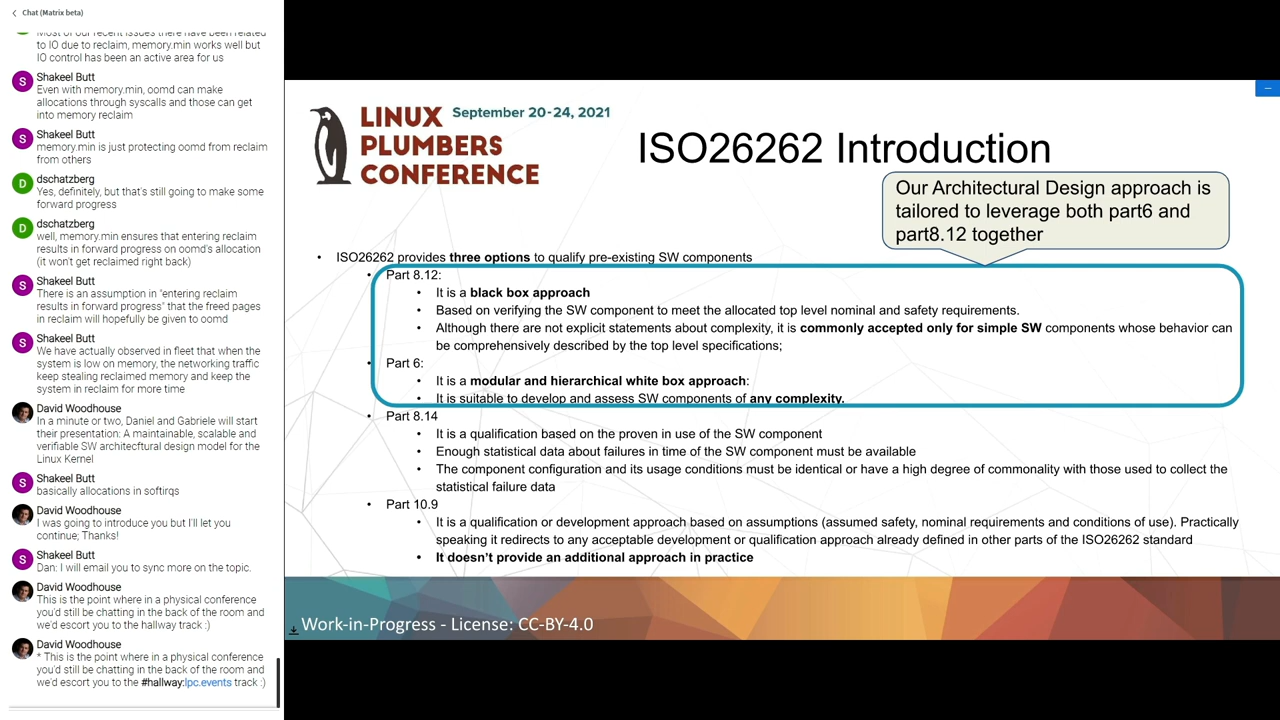 Chat (Matrix beta)
Most of our recent issues there have been related
to IO due to reclaim, memory.min works well but
IO control has been an active area for us
S
Shakeel Butt
Even with memory.min, oomd can make
allocations through syscalls and those can get
into memory reclaim
S
Shakeel Butt
memory.min is just protecting oomd from reclaim
from others
D
dschatzberg
Yes, definitely, but that's still going to make some
forward progress
D
dschatzberg
well, memory.min ensures that entering reclaim
results in forward progress on oomd's allocation
(it won't get reclaimed right back)
S
Shakeel Butt
There is an assumption in "entering reclaim
results in forward progress" that the freed pages
in reclaim will hopefully be given to oomd
S
Shakeel Butt
We have actually observed in fleet that when the
system is low on memory, the networking traffic
keep stealing reclaimed memory and keep the
system in reclaim for more time
David Woodhouse
In a minute or two, Daniel and Gabriele will start
their presentation: A maintainable, scalable and
verifiable SW architecftural design model for the
Linux Kernel
S
Shakeel Butt
basically allocations in softirqs
David Woodhouse
I was going to introduce you but I'll let you
continue; Thanks!
S
Shakeel Butt
Dan: I will email you to sync more on the topic.
David Woodhouse
This is the point where in a physical conference
you'd still be chatting in the back of the room and
we'd escort you to the hallway track :)
David Woodhouse
* This is the point where in a physical conference
you'd still be chatting in the back of the room and
we'd escort you to the #hallway:lpc.events track :)
LINUX
PLUMBERS
CONFERENCE
September 20-24, 2021
ISO26262 Introduction
Our Architectural Design approach is
tailored to leverage both part6 and
part8.12 together
• ISO26262 provides three options to qualify pre-existing SW components
• Part 8.12:
• It is a black box approach
• Based on verifying the SW component to meet the allocated top level nominal and safety requirements.
• Although there are not explicit statements about complexity, it is commonly accepted only for simple SW components whose behavior can
be comprehensively described by the top level specifications;
• Part 6:
• It is a modular and hierarchical white box approach:
• It is suitable to develop and assess SW components of any complexity.
• Part 8.14
• It is a qualification based on the proven in use of the SW component
• Enough statistical data about failures in time of the SW component must be available
• The component configuration and its usage conditions must be identical or have a high degree of commonality with those used to collect the
statistical failure data
• Part 10.9
• It is a qualification or development approach based on assumptions (assumed safety, nominal requirements and conditions of use). Practically
speaking it redirects to any acceptable development or qualification approach already defined in other parts of the ISO26262 standard
• It doesn't provide an additional approach in practice
Work-in-Progress - License: CC-BY-4.0